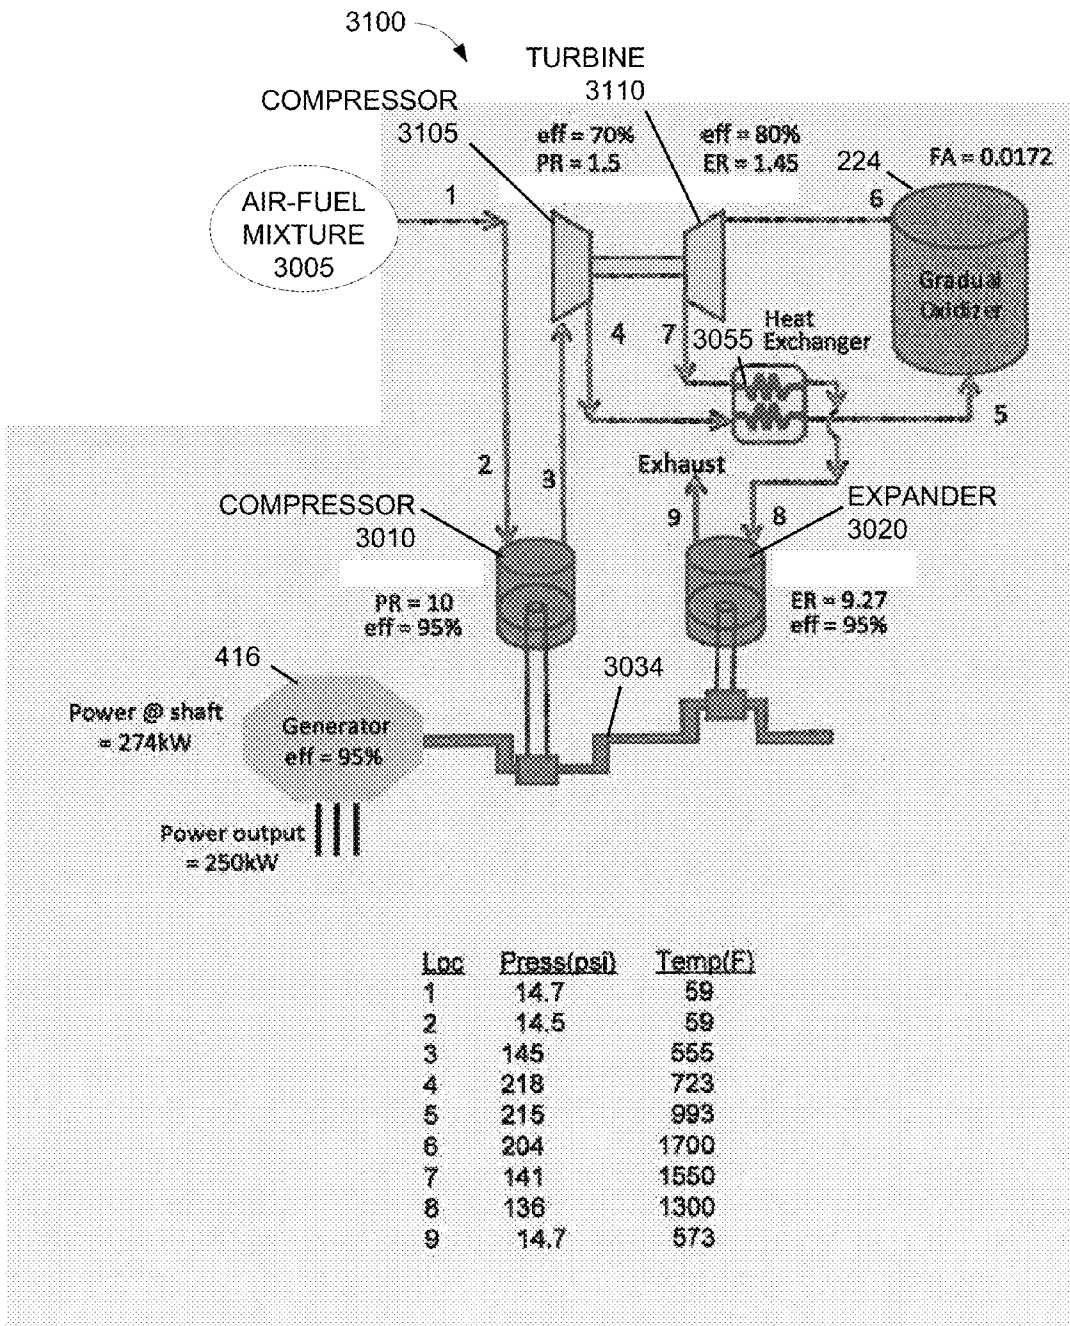 3100
TURBINE
3110
COMPRESSOR
3105
eff = 70%
PR = 1.5
eff = 80%
ER = 1.45
224
FA = 0.0172
1
6
AIR-FUEL
MIXTURE
3005
Gradual
Oxidizer
4
7
3055
Heat
Exchanger
5
2
3
Exhaust
COMPRESSOR
3010
9
8
EXPANDER
3020
PR = 10
eff = 95%
ER = 9.27
eff = 95%
416
3034
Power @ shaft
= 274kW
Generator
eff = 95%
Power output
= 250kW
Loc Press(psi) Temp(F)
1 14.7 59
2 14.5 59
3 145 555
4 218 723
5 215 993
6 204 1700
7 141 1550
8 136 1300
9 14.7 573